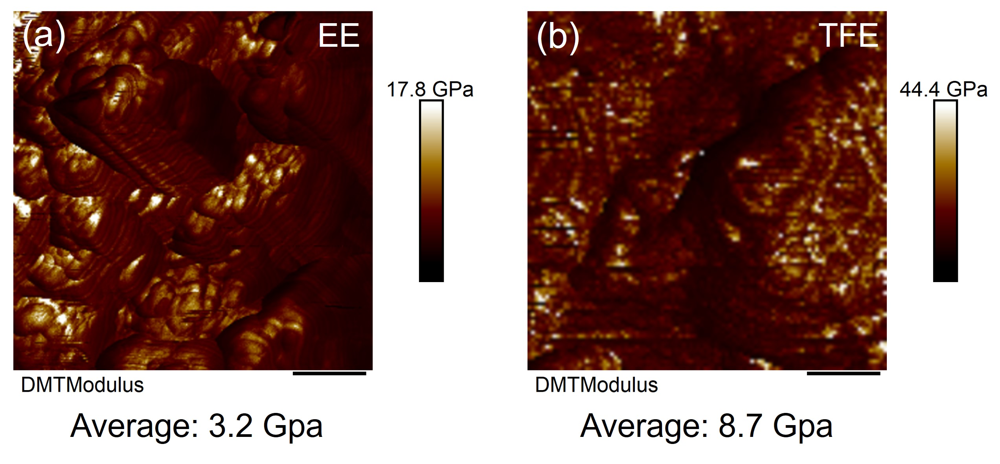 (a) EE
17.8 GPa
DMTModulus
Average: 3.2 Gpa
(b) TFE
44.4 GPa
DMTModulus
Average: 8.7 Gpa